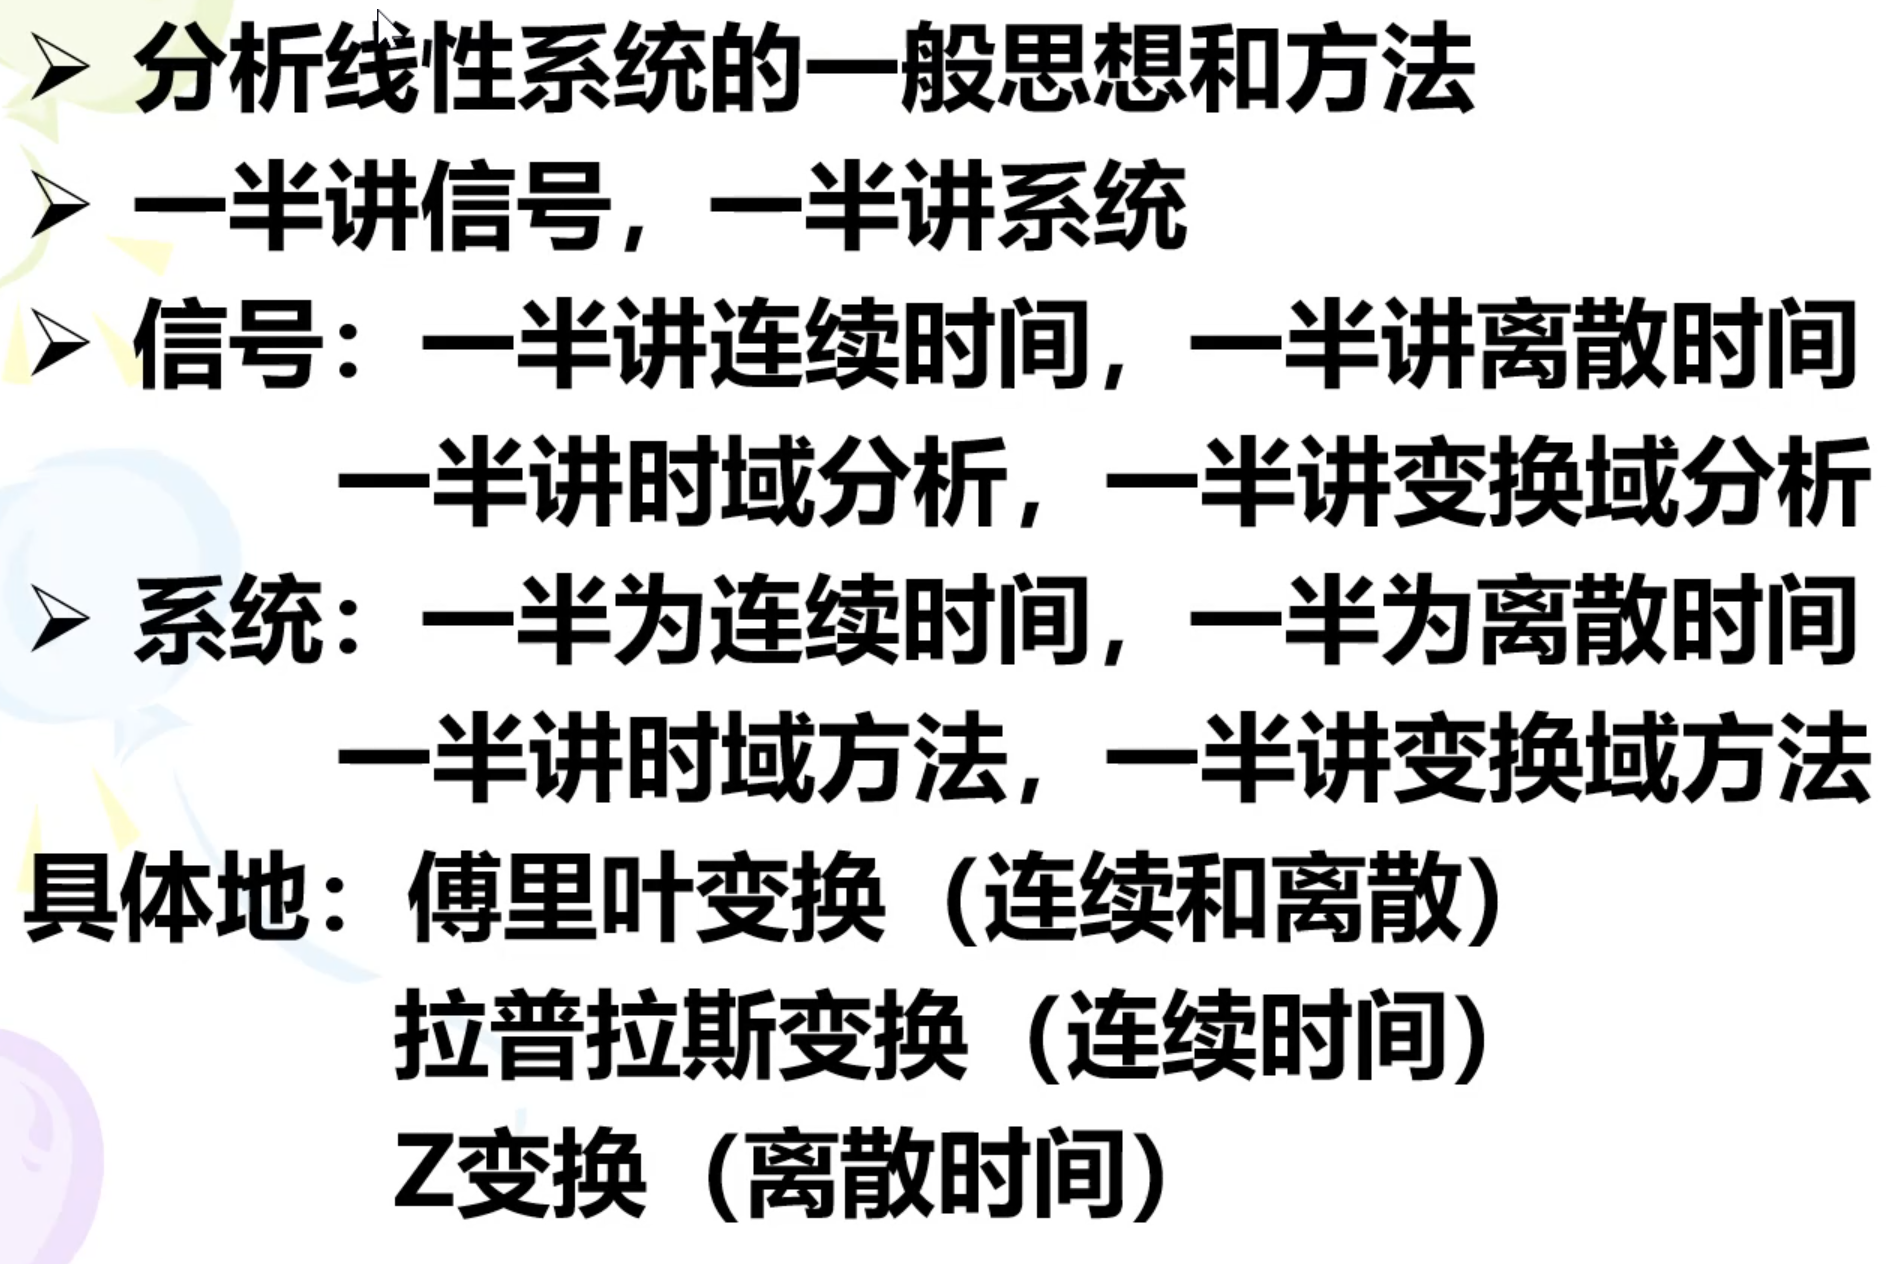 ➢ 分析线性系统的一般思想和方法
➢ 一半讲信号，一半讲系统
➢ 信号：一半讲连续时间，一半讲离散时间
一半讲时域分析，一半讲变换域分析
➢ 系统：一半为连续时间，一半为离散时间
一半讲时域方法，一半讲变换域方法
具体地：傅里叶变换（连续和离散）
拉普拉斯变换（连续时间）
Z变换（离散时间）